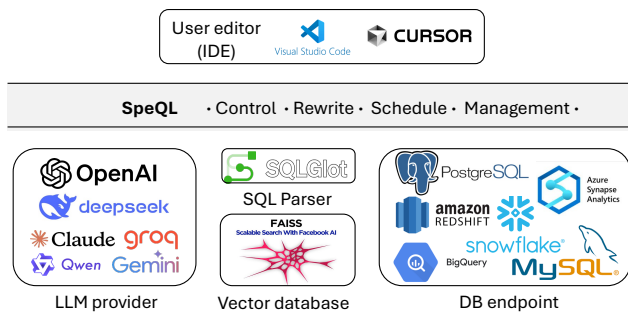 User editor
(IDE)
Visual Studio Code
CURSOR
SpeQL · Control · Rewrite · Schedule · Management ·
OpenAI
deepseek
Claude
groq
Qwen
Gemini
LLM provider
SQLGlot
SQL Parser
FAISS
Scalable Search With Facebook AI
Vector database
PostgreSQL
Azure
Synapse
Analytics
amazon
REDSHIFT
snowflake®
BigQuery
MySQL®
DB endpoint